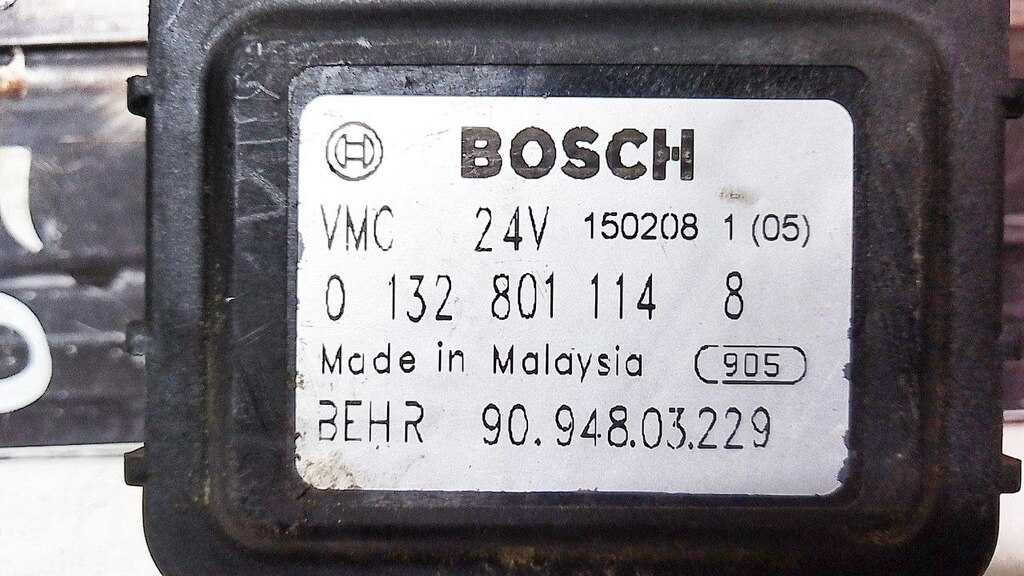 BOSCH
VMC 24V 150208 1 (05)
0 132 801 114 8
Made in Malaysia 905
BEHR 90.948.03.229